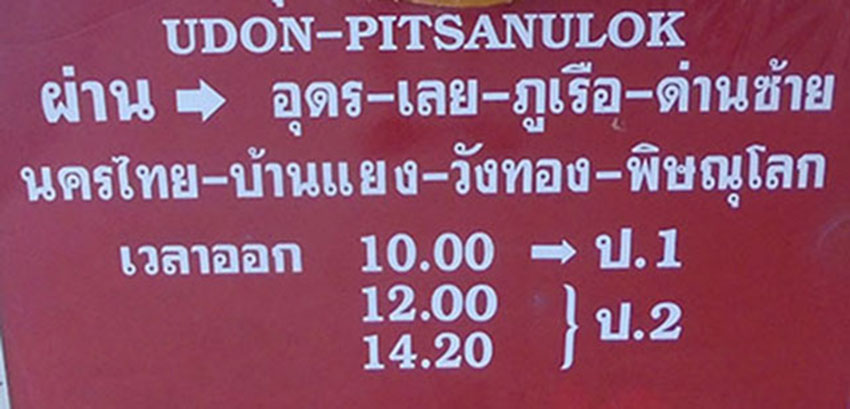 UDON-PITSANULOK
ผ่าน → อุดร-เลย-ภูเรือ-ด่านซ้าย
นครไทย-บ้านแยง-วังทอง-พิษณุโลก
เวลาออก 10.00 → ป.1
12.00
14.20 } ป.2